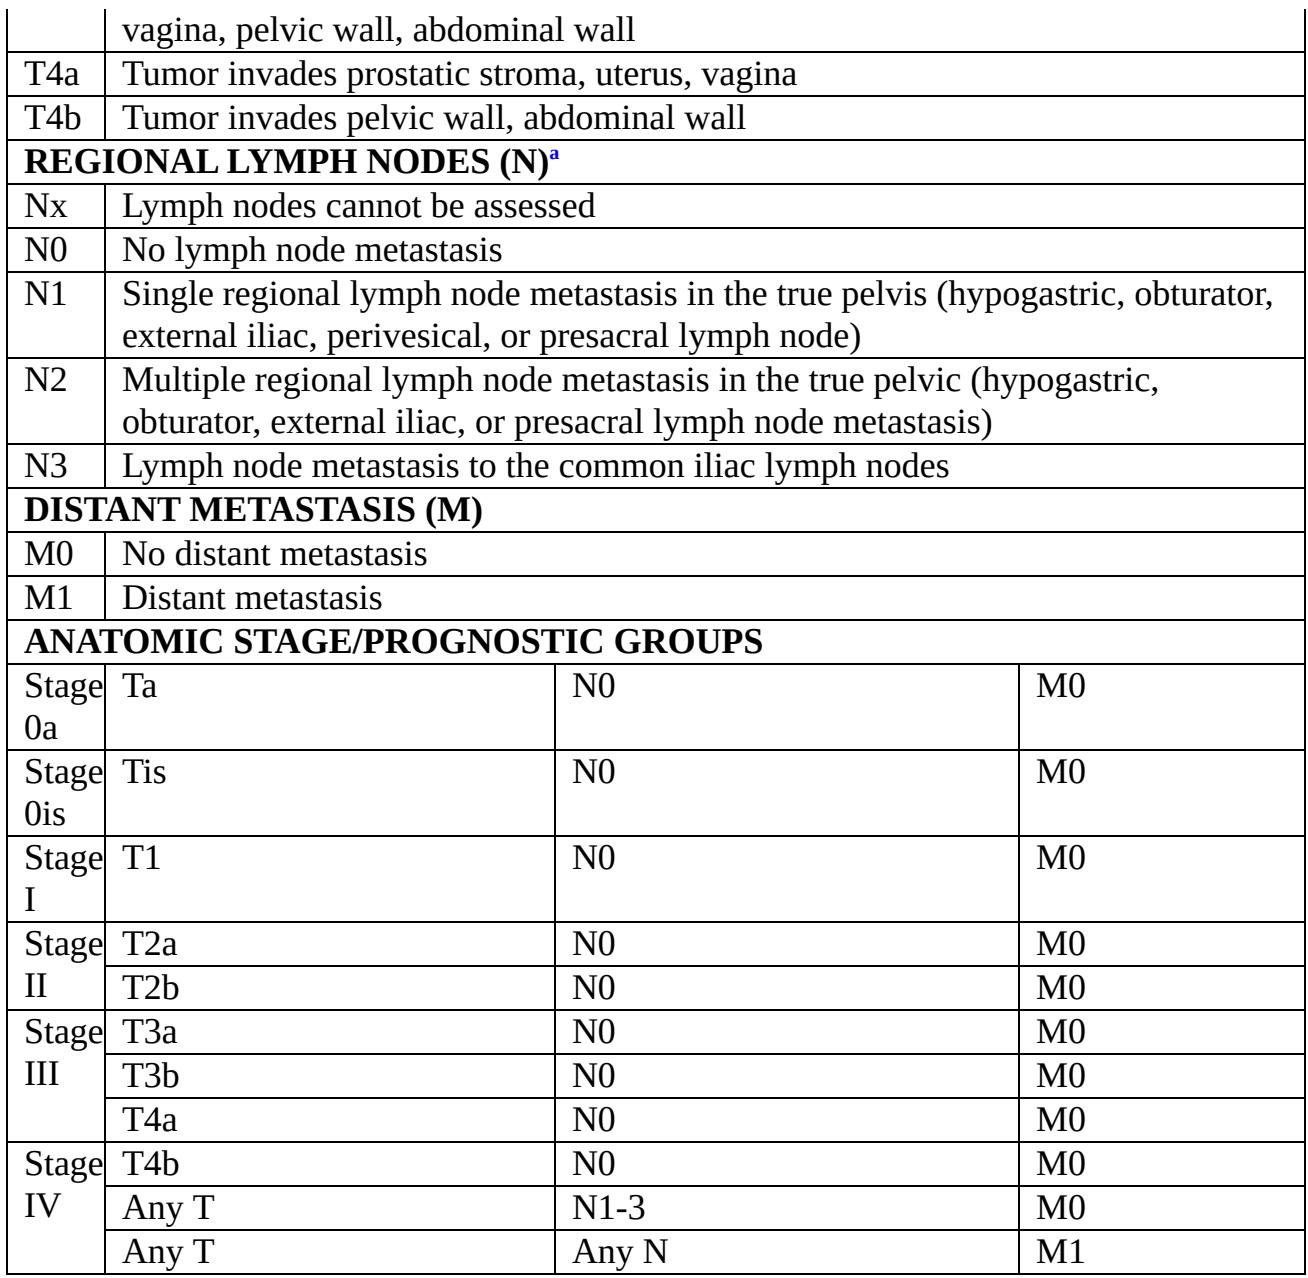 vagina, pelvic wall, abdominal wall
T4a Tumor invades prostatic stroma, uterus, vagina
T4b Tumor invades pelvic wall, abdominal wall
REGIONAL LYMPH NODES (N)a
Nx Lymph nodes cannot be assessed
N0 No lymph node metastasis
N1 Single regional lymph node metastasis in the true pelvis (hypogastric, obturator,
external iliac, perivesical, or presacral lymph node)
N2 Multiple regional lymph node metastasis in the true pelvic (hypogastric,
obturator, external iliac, or presacral lymph node metastasis)
N3 Lymph node metastasis to the common iliac lymph nodes
DISTANT METASTASIS (M)
M0 No distant metastasis
M1 Distant metastasis
ANATOMIC STAGE/PROGNOSTIC GROUPS
Stage Ta N0 M0
0a
Stage Tis N0 M0
0is
Stage T1 N0 M0
I
Stage T2a N0 M0
II T2b N0 M0
Stage T3a N0 M0
III T3b N0 M0
T4a N0 M0
Stage T4b N0 M0
IV Any T N1-3 M0
Any T Any N M1